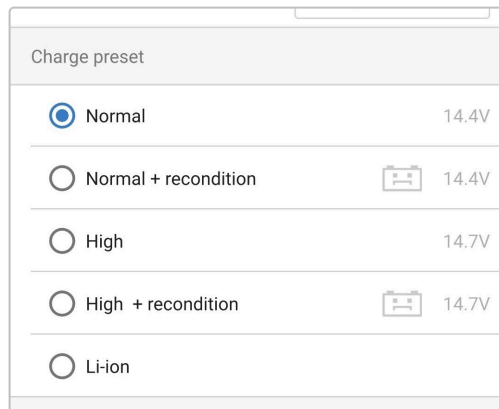 Charge preset
Normal 14.4V
Normal + recondition 14.4V
High 14.7V
High + recondition 14.7V
Li-ion